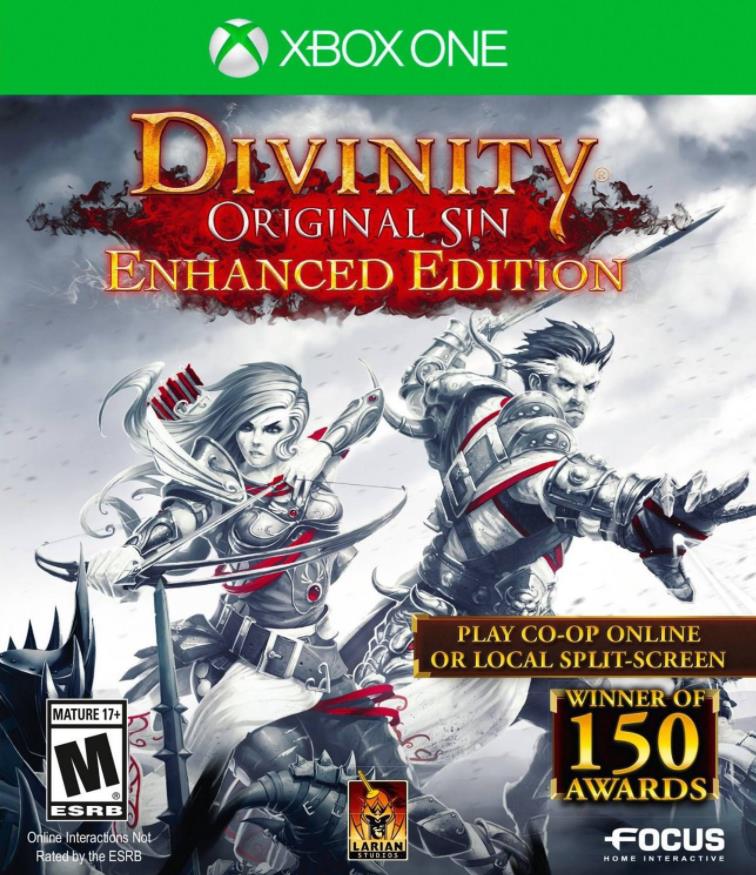 XBOX ONE
DIVINITY®
ORIGINAL SIN
ENHANCED EDITION
PLAY CO-OP ONLINE
OR LOCAL SPLIT-SCREEN
WINNER OF
150
AWARDS
MATURE 17+
M®
ESRB
Online Interactions Not
Rated by the ESRB
LARIAN
STUDIOS
FOCUS
HOME INTERACTIVE